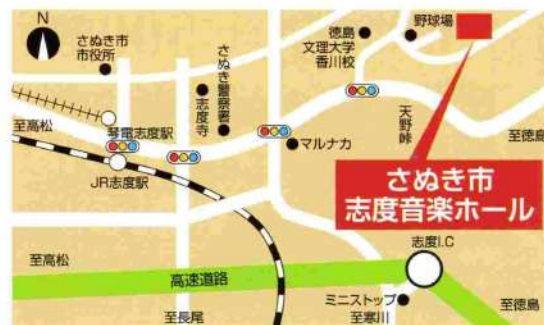 N
さぬき市
市役所
さぬき警察署
志度寺
徳島
文理大学
香川校
野球場
至高松
琴電志度駅
JR志度駅
マルナカ
天野峠
至徳島
さぬき市
志度音楽ホール
志度I.C
至高松
高速道路
ミニストップ
至長尾
至寒川
至徳島